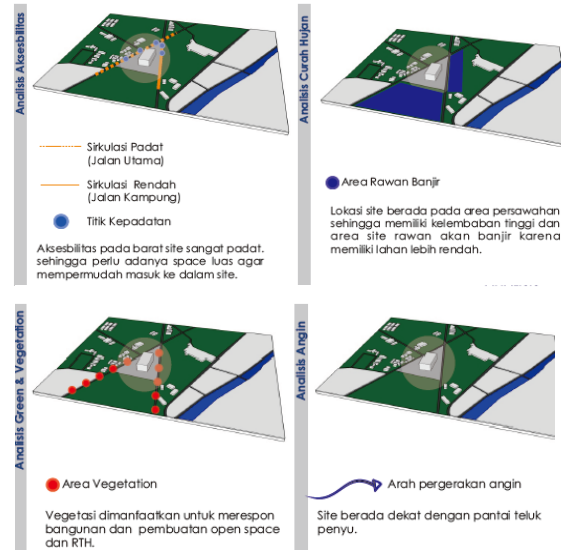 Analisis Aksesbilitas
Sirkulasi Padat
(Jalan Utama)
Sirkulasi Rendah
(Jalan Kampung)
Titik Kepadatan
Aksesbilitas pada barat site sangat padat.
sehingga perlu adanya space luas agar
mempermudah masuk ke dalam site.
Analisis Curah Hujan
Area Rawan Banjir
Lokasi site berada pada area persawahan
sehingga memiliki kelembaban tinggi dan
area site rawan akan banjir karena
memiliki lahan lebih rendah.
Analisis Green & Vegetation
Area Vegetation
Vegetasi dimanfaatkan untuk merespon
bangunan dan pembuatan open space
dan RTH.
Analisis Angin
Arah pergerakan angin
Site berada dekat dengan pantai teluk
penyu.